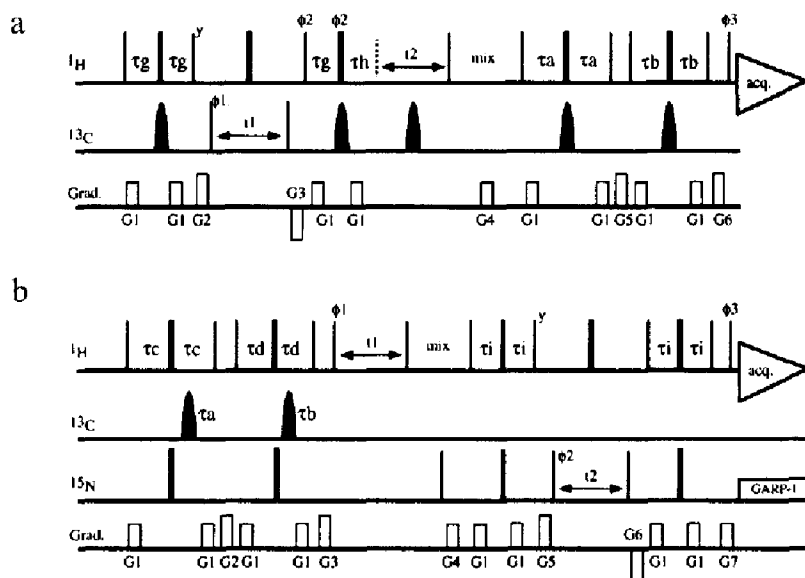 a
φ2 φ2 φ3
y
1H τg τg τg τh t2 mix τa τa τb τb acq.
φ1
13C t1
Grad. G3
G1 G1 G2 G1 G1 G4 G1 G1 G5 G1 G1 G6
b
φ1 y φ3
1H τc τc τd τd t1 mix τi τi τi τi acq.
13C τa τb
φ2
15N t2 GARP-1
Grad. G6
G1 G1 G2 G1 G1 G3 G4 G1 G1 G5 G1 G1 G7